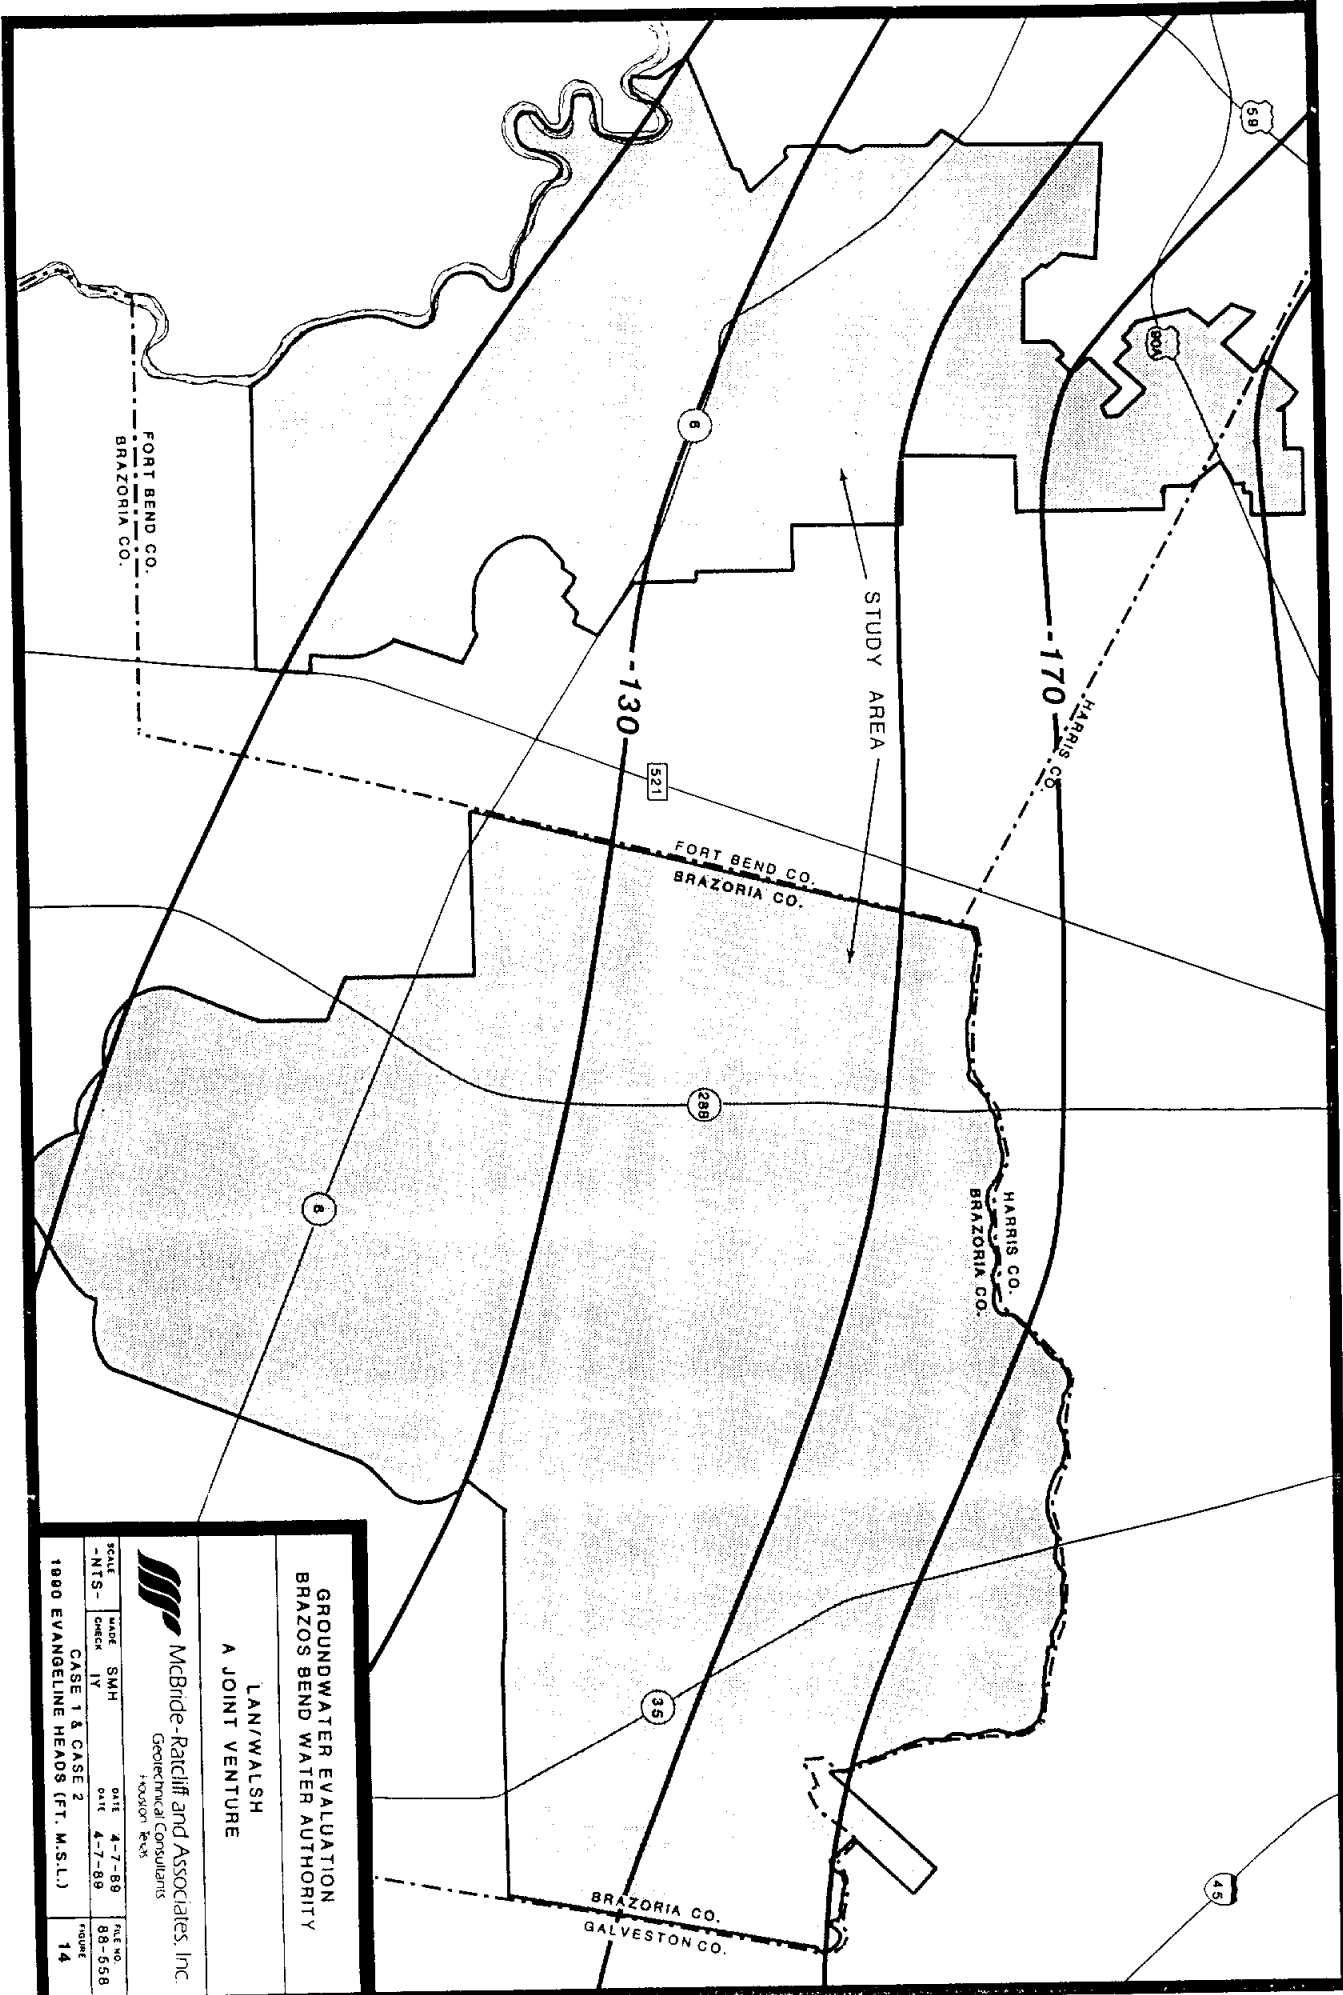 59
90A
6
FORT BEND CO.
BRAZORIA CO.
STUDY AREA
-130
-170
HARRIS CO.
521
FORT BEND CO.
BRAZORIA CO.
288
HARRIS CO.
BRAZORIA CO.
6
35
45
BRAZORIA CO.
GALVESTON CO.
GROUNDWATER EVALUATION
BRAZOS BEND WATER AUTHORITY
LAN/WALSH
A JOINT VENTURE
McBride-Ratcliff and Associates, Inc.
Geotechnical Consultants
Houston Texas
SCALE -NTS-
MADE SMH DATE 4-7-89 FILE NO.
CHECK IY DATE 4-7-89 88-558
CASE 1 & CASE 2
1990 EVANGELINE HEADS (FT. M.S.L.)
FIGURE
14